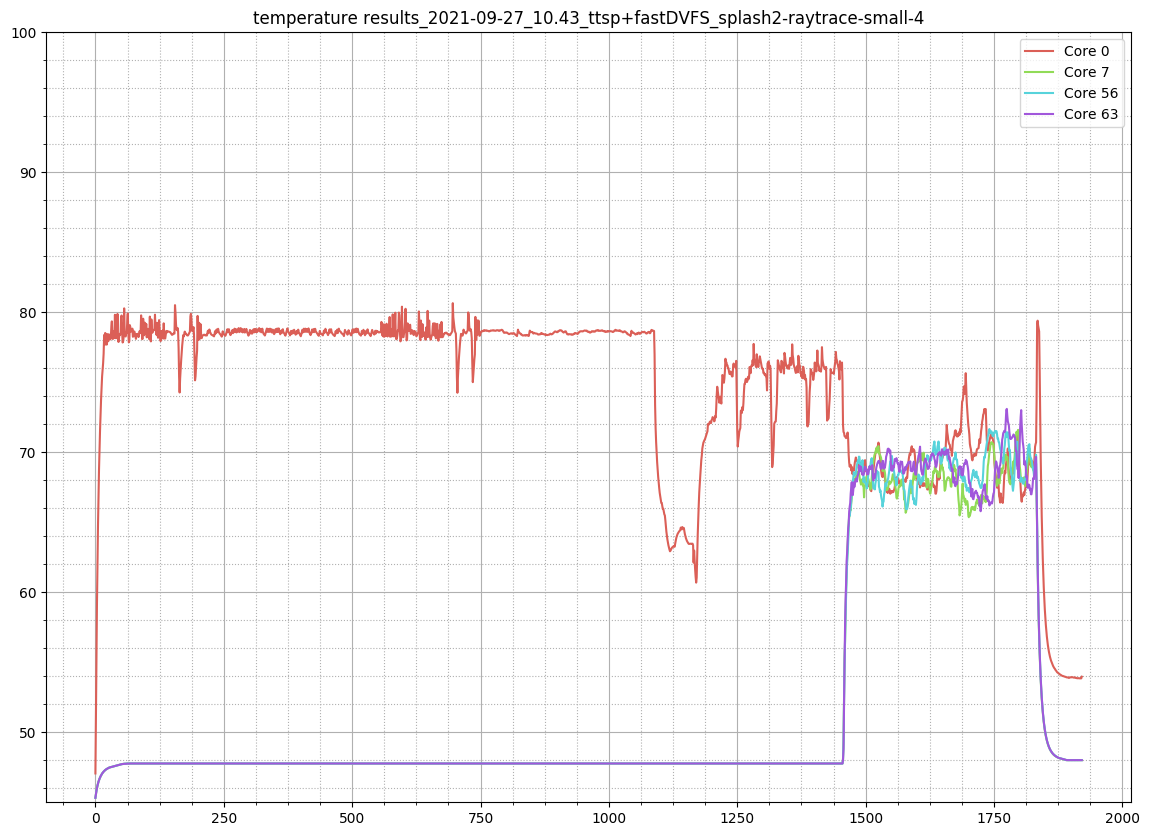 temperature results_2021-09-27_10.43_ttsp+fastDVFS_splash2-raytrace-small-4
Core 0
Core 7
Core 56
Core 63
100
90
80
70
60
50
0 250 500 750 1000 1250 1500 1750 2000